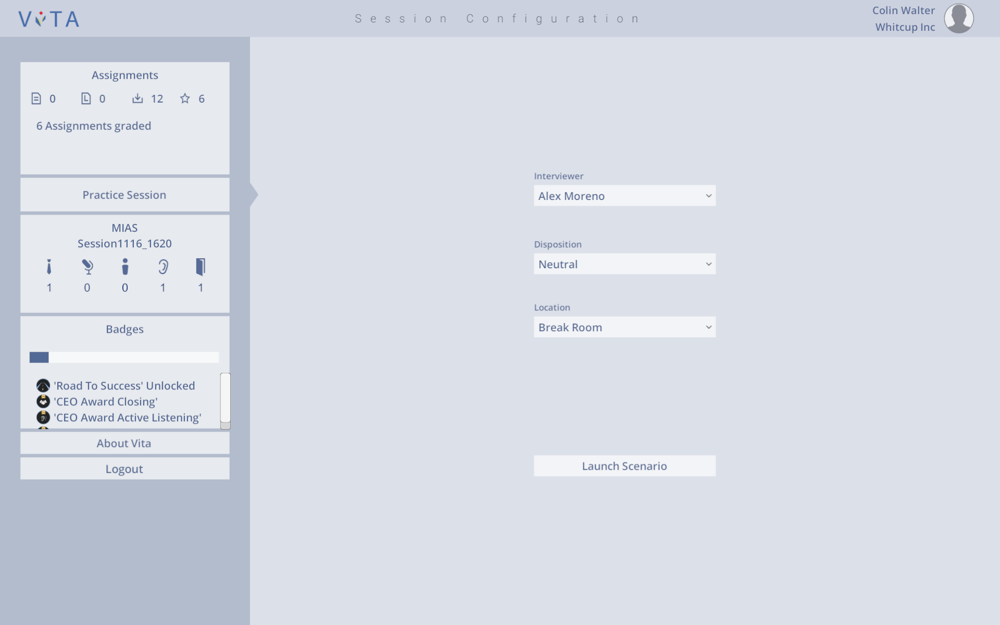 VITA
Session Configuration
Colin Walter
Whitcup Inc
Assignments
0 0 12 6
6 Assignments graded
Practice Session
MIAS
Session1116_1620
1 0 0 1 1
Badges
'Road To Success' Unlocked
'CEO Award Closing'
'CEO Award Active Listening'
About Vita
Logout
Interviewer
Alex Moreno
Disposition
Neutral
Location
Break Room
Launch Scenario